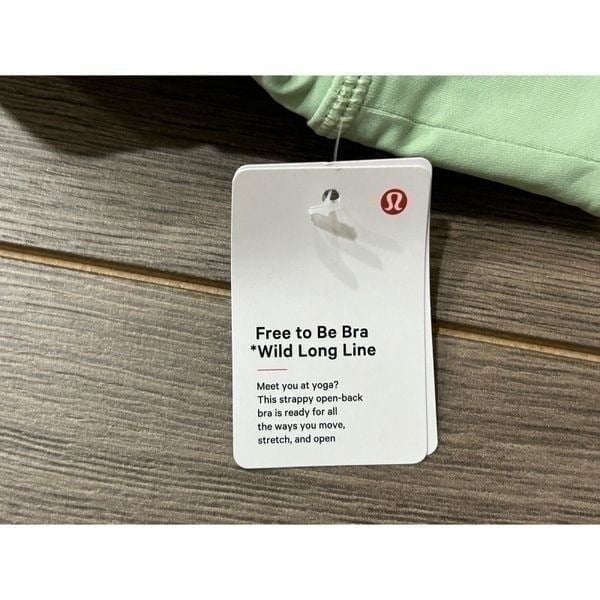 Free to Be Bra
*Wild Long Line
Meet you at yoga?
This strappy open-back
bra is ready for all
the ways you move,
stretch, and open